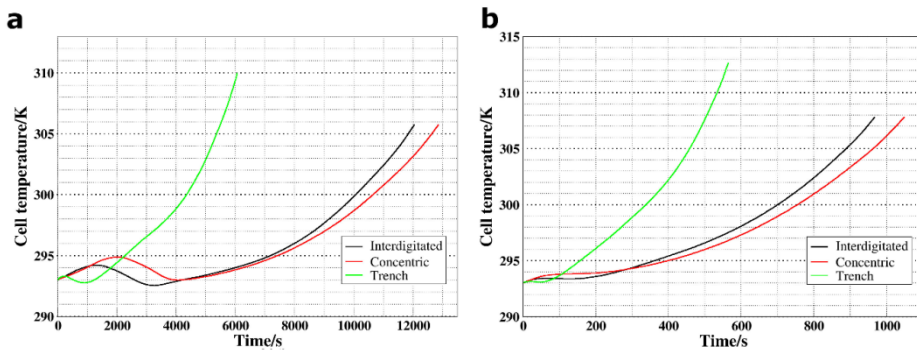 a
Cell temperature/K
310
305
300
295
290
0
2000
4000
6000
8000
10000
12000
Time/s
Interdigitated
Concentric
Trench
b
Cell temperature/K
315
310
305
300
295
290
0
200
400
600
800
1000
Time/s
Interdigitated
Concentric
Trench